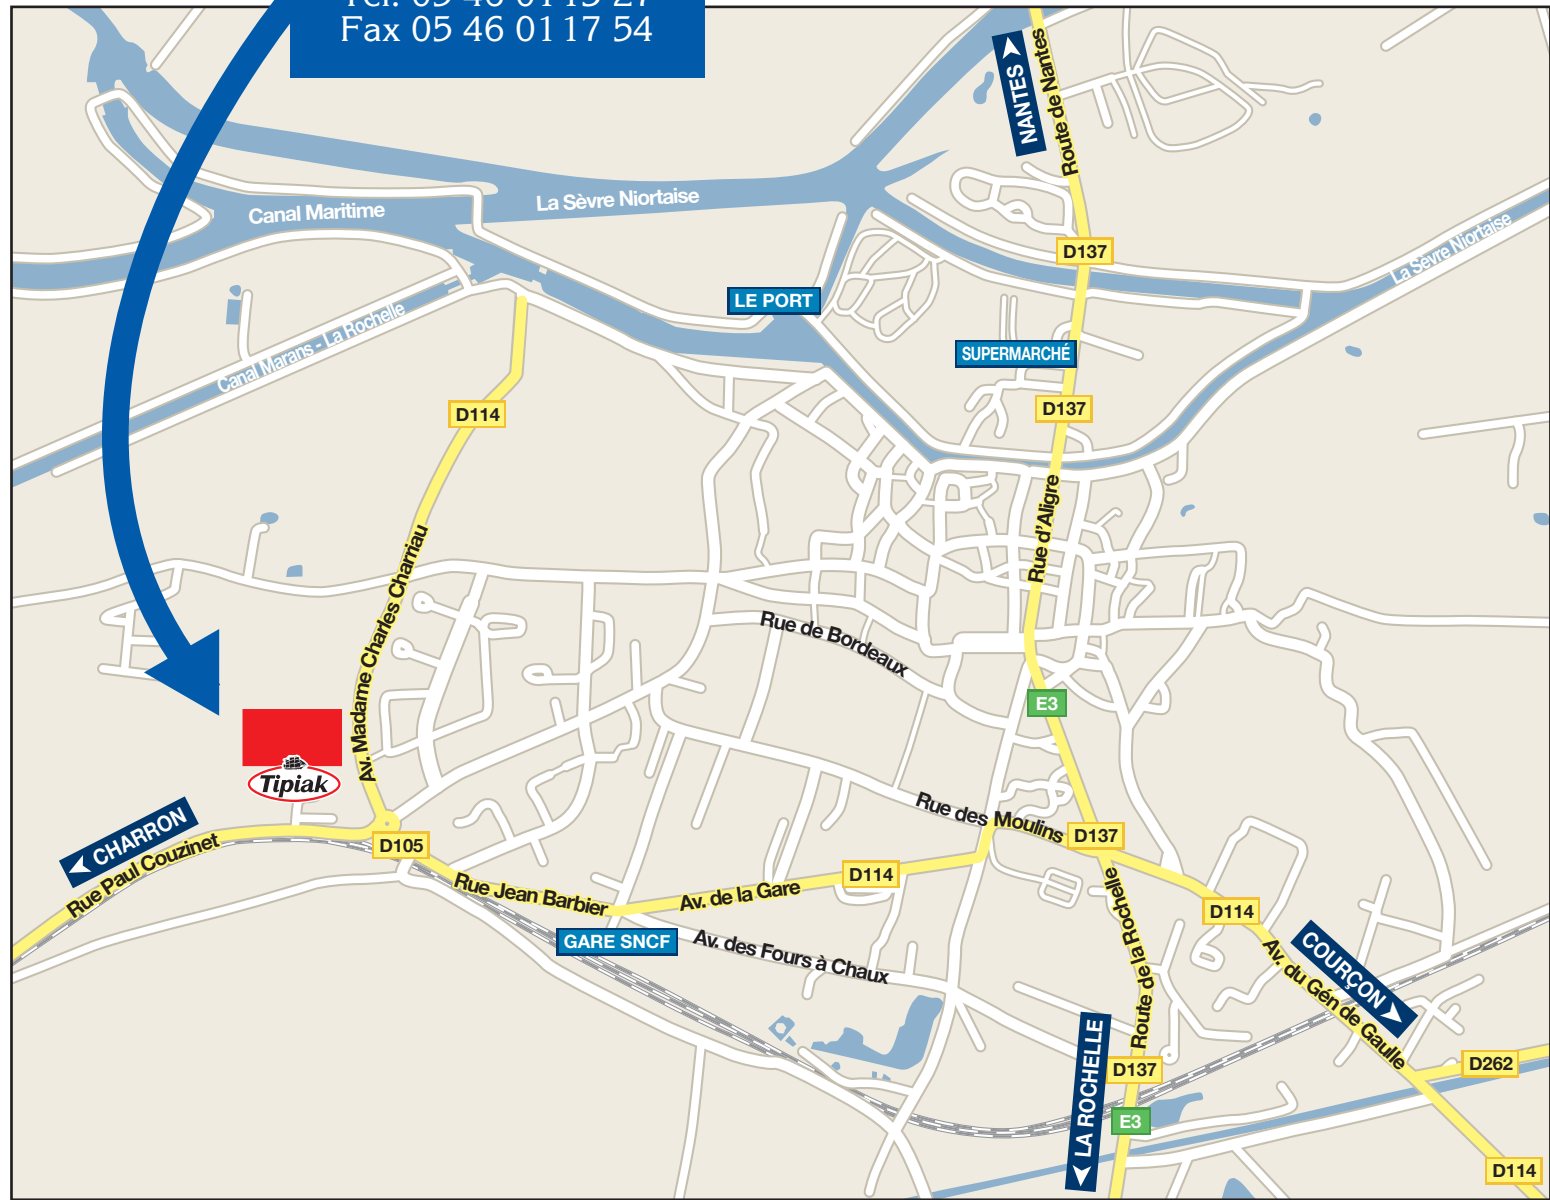 Fax 05 46 01 17 54
NANTES
Route de Nantes
Canal Maritime
La Sèvre Niortaise
D137
La Sèvre Niortaise
LE PORT
Canal Marans - La Rochelle
SUPERMARCHÉ
D114
D137
Rue d'Aligre
Av. Madame Charles Charriau
Rue de Bordeaux
E3
Tipiak
CHARRON
Rue Paul Couzinet
D105
Rue des Moulins
D137
Rue Jean Barbier
Av. de la Gare
D114
Route de la Rochelle
D114
GARE SNCF
Av. des Fours à Chaux
COURÇON
Av. du Gén de Gaulle
LA ROCHELLE
D137
D262
E3
D114